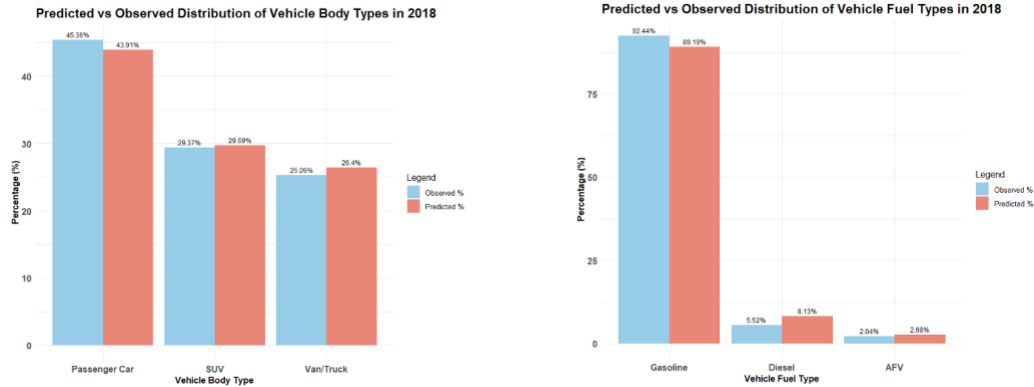 Predicted vs Observed Distribution of Vehicle Body Types in 2018
45.36%
43.91%
29.37%
29.69%
25.26%
26.4%
40
30
20
10
0
Percentage (%)
Passenger Car
SUV
Van/Truck
Vehicle Body Type
Legend
Observed %
Predicted %
Predicted vs Observed Distribution of Vehicle Fuel Types in 2018
92.44%
89.19%
5.52%
8.13%
2.04%
2.68%
75
50
25
0
Percentage (%)
Gasoline
Diesel
AFV
Vehicle Fuel Type
Legend
Observed %
Predicted %